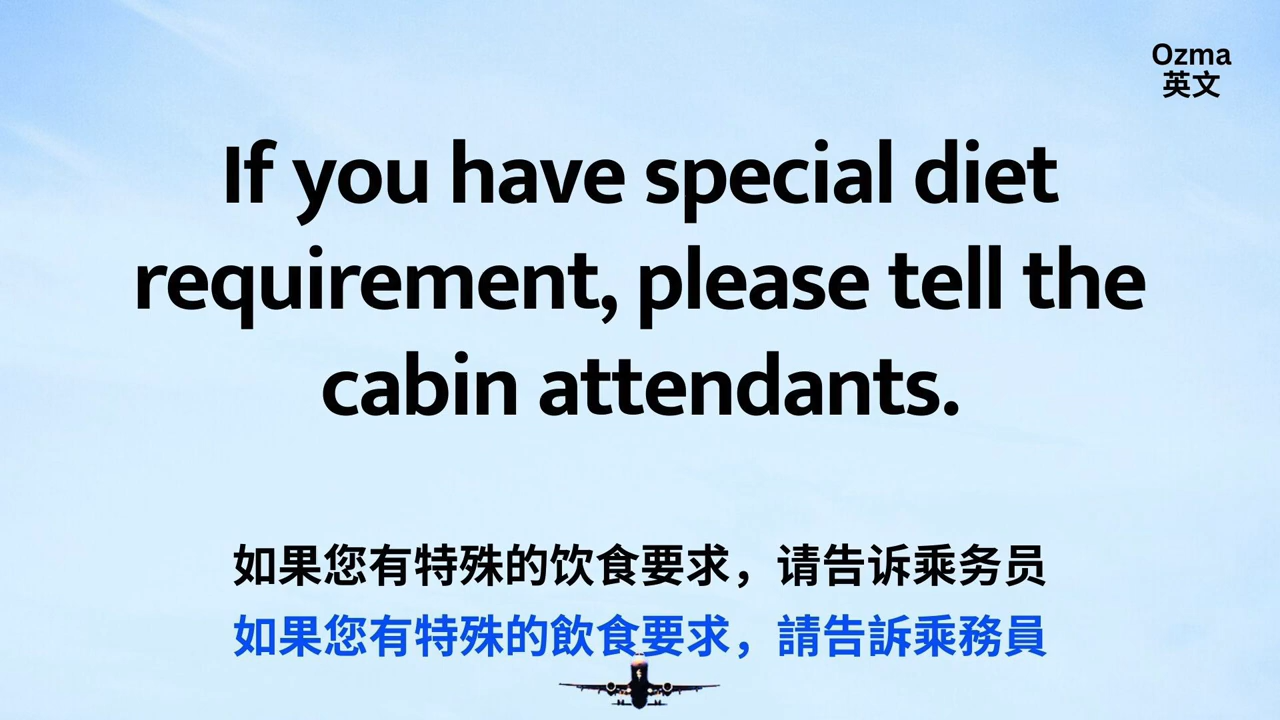 Ozma
英文
If you have special diet
requirement, please tell the
cabin attendants.
如果您有特殊的饮食要求，请告诉乘务员
如果您有特殊的飲食要求，請告訴乘務員